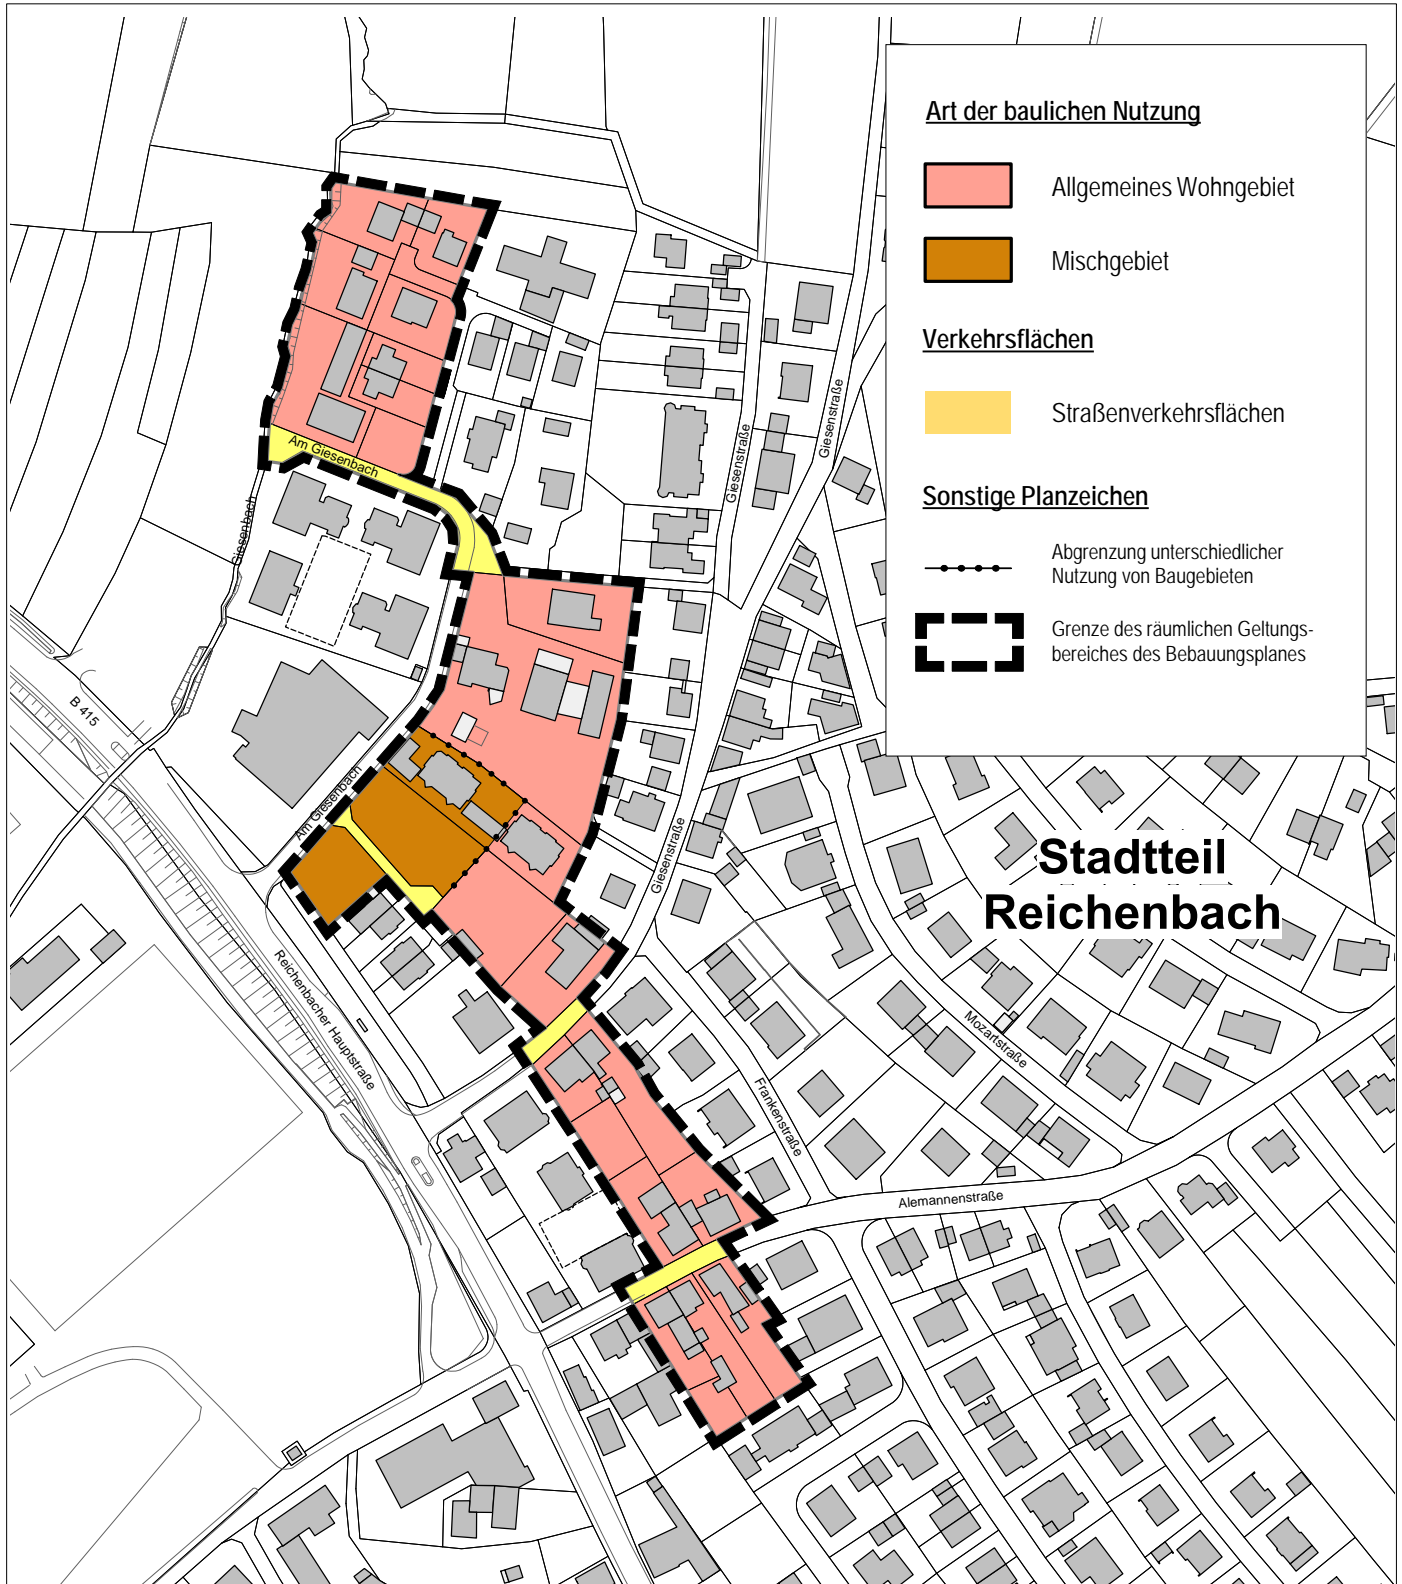 Art der baulichen Nutzung
Allgemeines Wohngebiet
Mischgebiet
Verkehrsflächen
Straßenverkehrsflächen
Sonstige Planzeichen
Abgrenzung unterschiedlicher
Nutzung von Baugebieten
Grenze des räumlichen Geltungs-
bereiches des Bebauungsplanes
Giesenstraße
Giesenstraße
Am Giesenbach
Giesenbach
B 415
Am Giesenbach
Giesenstraße
Stadtteil
Reichenbach
Reichenbacher Hauptstraße
Mozartstraße
Frankenstraße
Alemannenstraße